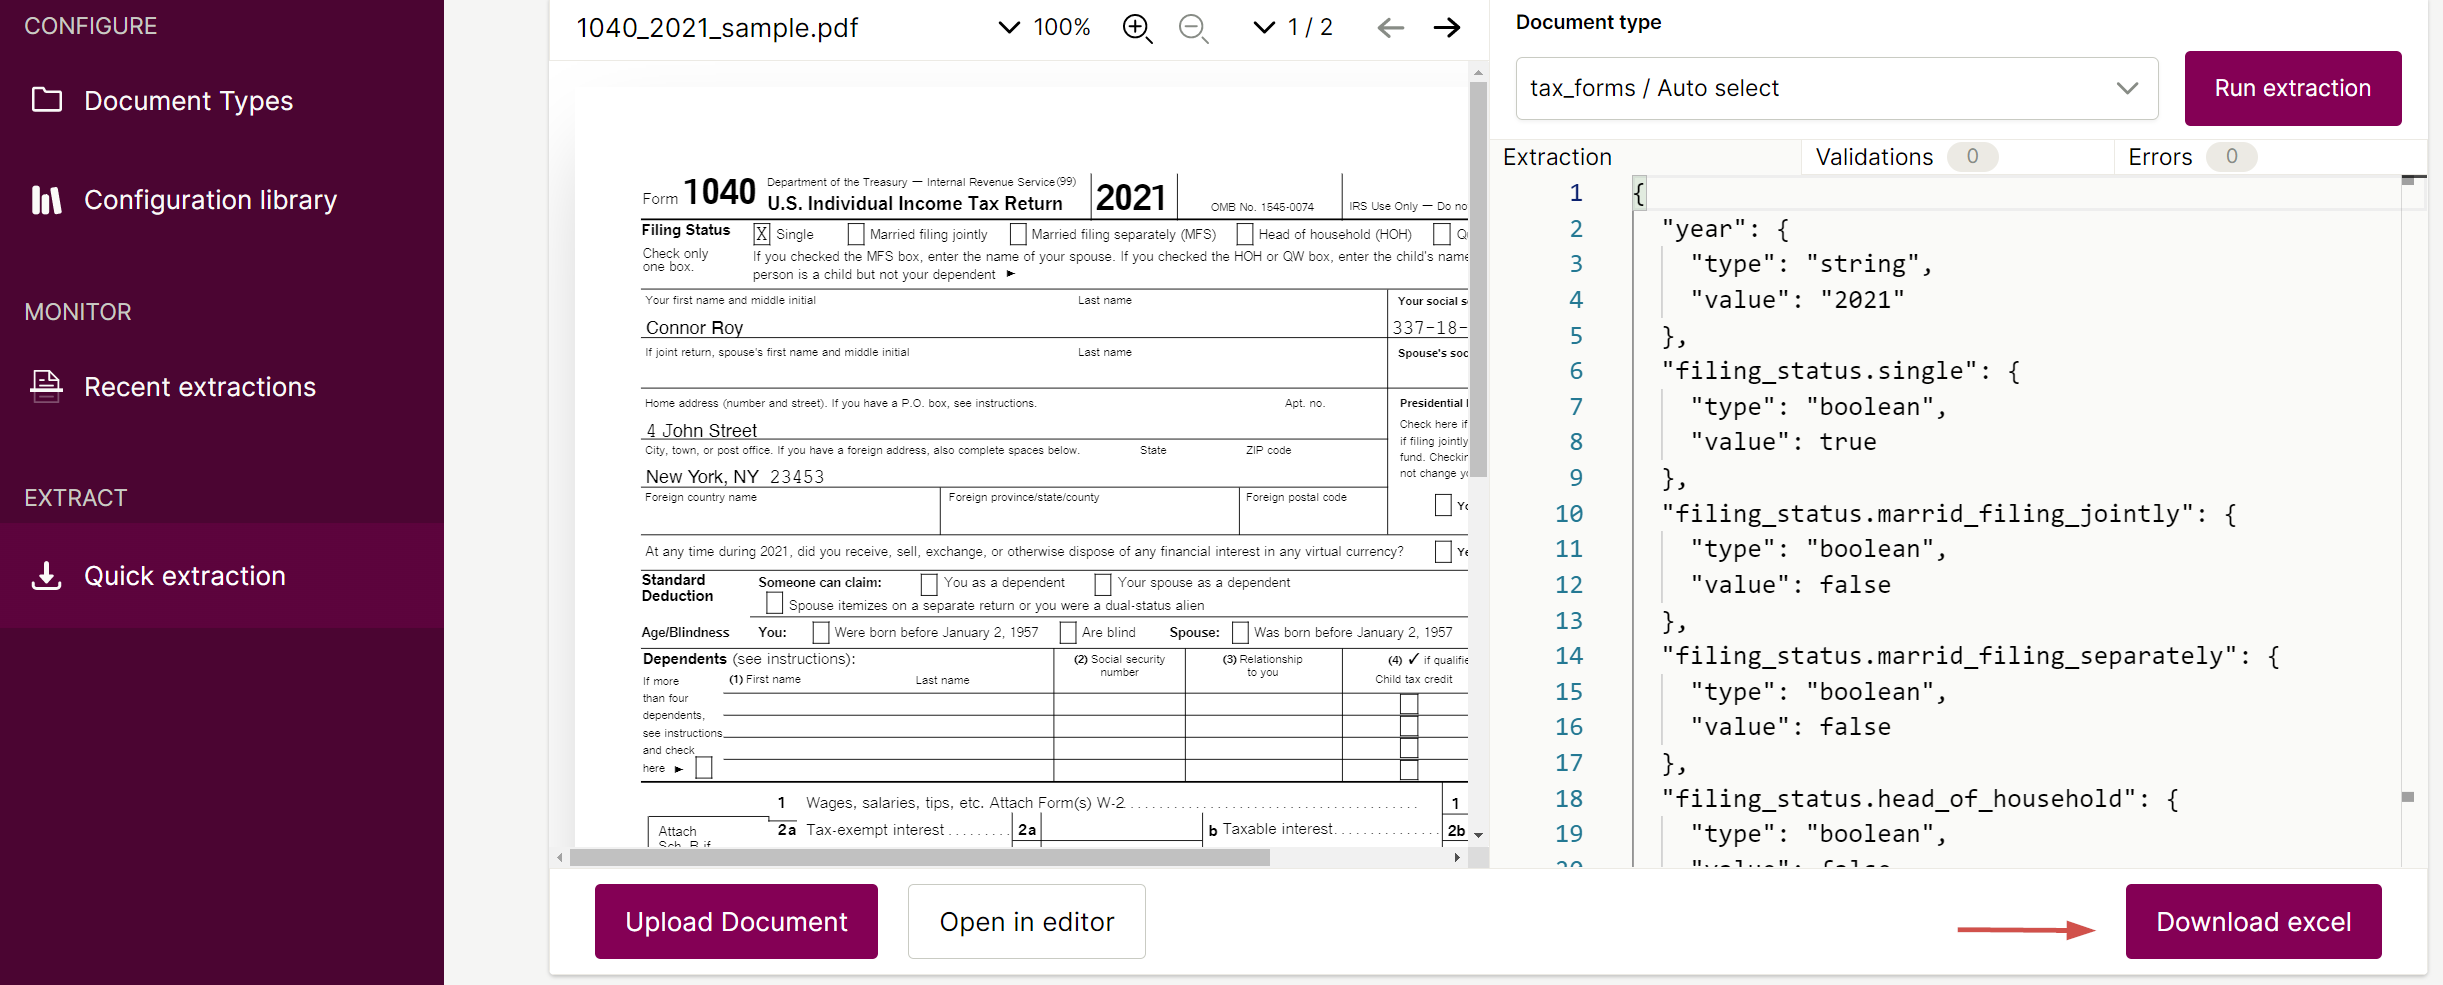 CONFIGURE
Document Types
Configuration library
MONITOR
Recent extractions
EXTRACT
Quick extraction
1040_2021_sample.pdf 100% 1 / 2
Form 1040 Department of the Treasury — Internal Revenue Service (99)
U.S. Individual Income Tax Return 2021 OMB No. 1545-0074 IRS Use Only — Do no
Filing Status X Single Married filing jointly Married filing separately (MFS) Head of household (HOH) Q
Check only
one box.
If you checked the MFS box, enter the name of your spouse. If you checked the HOH or QW box, enter the child's name
person is a child but not your dependent ►
Your first name and middle initial Last name Your social s
Connor Roy 337-18-
If joint return, spouse's first name and middle initial Last name Spouse's soc
Home address (number and street). If you have a P.O. box, see instructions. Apt. no.
4 John Street
City, town, or post office. If you have a foreign address, also complete spaces below. State ZIP code
New York, NY 23453
Foreign country name Foreign province/state/county Foreign postal code
Presidential
Check here if
if filing jointly
fund. Checkin
not change yo
Yo
At any time during 2021, did you receive, sell, exchange, or otherwise dispose of any financial interest in any virtual currency? Ye
Standard
Deduction
Someone can claim: You as a dependent Your spouse as a dependent
Spouse itemizes on a separate return or you were a dual-status alien
Age/Blindness You: Were born before January 2, 1957 Are blind Spouse: Was born before January 2, 1957
Dependents (see instructions):
(1) First name Last name
(2) Social security
number
(3) Relationship
to you
(4) ✓ if qualifie
Child tax credit
If more
than four
dependents,
see instructions
and check
here ►
1 Wages, salaries, tips, etc. Attach Form(s) W-2 1
2a Tax-exempt interest 2a b Taxable interest 2b
Attach
Sch. B if
Upload Document
Open in editor
Document type
tax_forms / Auto select
Run extraction
Extraction Validations 0 Errors 0
1 {
2 "year": {
3 "type": "string",
4 "value": "2021"
5 },
6 "filing_status.single": {
7 "type": "boolean",
8 "value": true
9 },
10 "filing_status.marrid_filing_jointly": {
11 "type": "boolean",
12 "value": false
13 },
14 "filing_status.marrid_filing_separately": {
15 "type": "boolean",
16 "value": false
17 },
18 "filing_status.head_of_household": {
19 "type": "boolean",
20 "value": false
Download excel